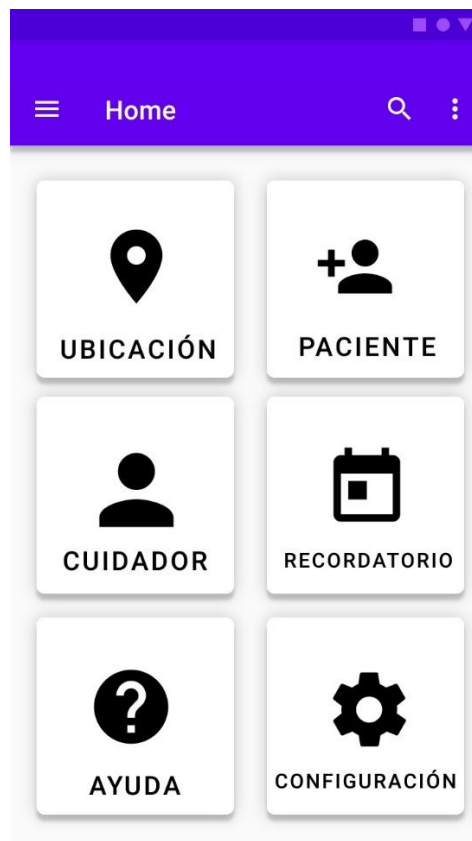 Home
UBICACIÓN
PACIENTE
CUIDADOR
RECORDATORIO
AYUDA
CONFIGURACIÓN